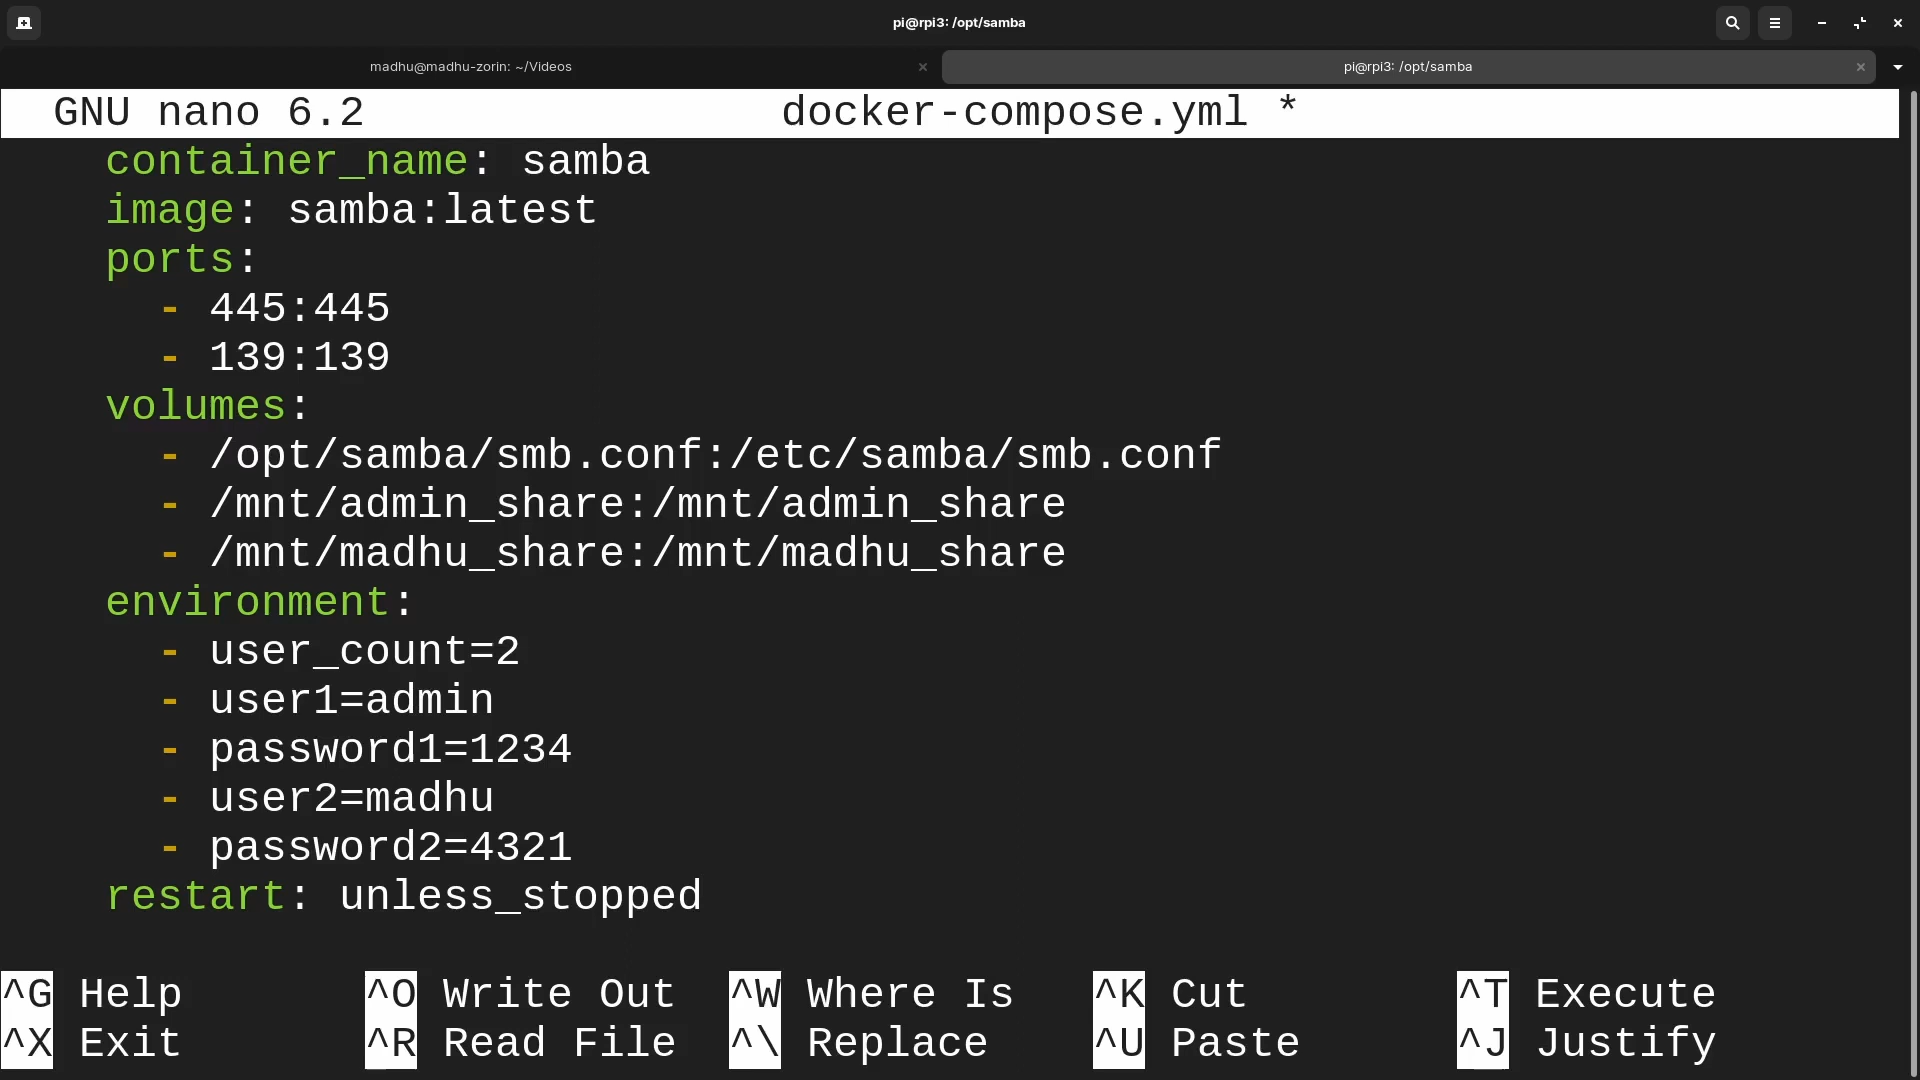 pi@rpi3: /opt/samba
madhu@madhu-zorin: ~/Videos
pi@rpi3: /opt/samba
GNU nano 6.2 docker-compose.yml *
container_name: samba
image: samba:latest
ports:
- 445:445
- 139:139
volumes:
- /opt/samba/smb.conf:/etc/samba/smb.conf
- /mnt/admin_share:/mnt/admin_share
- /mnt/madhu_share:/mnt/madhu_share
environment:
- user_count=2
- user1=admin
- password1=1234
- user2=madhu
- password2=4321
restart: unless_stopped
^G Help ^O Write Out ^W Where Is ^K Cut ^T Execute
^X Exit ^R Read File ^\ Replace ^U Paste ^J Justify